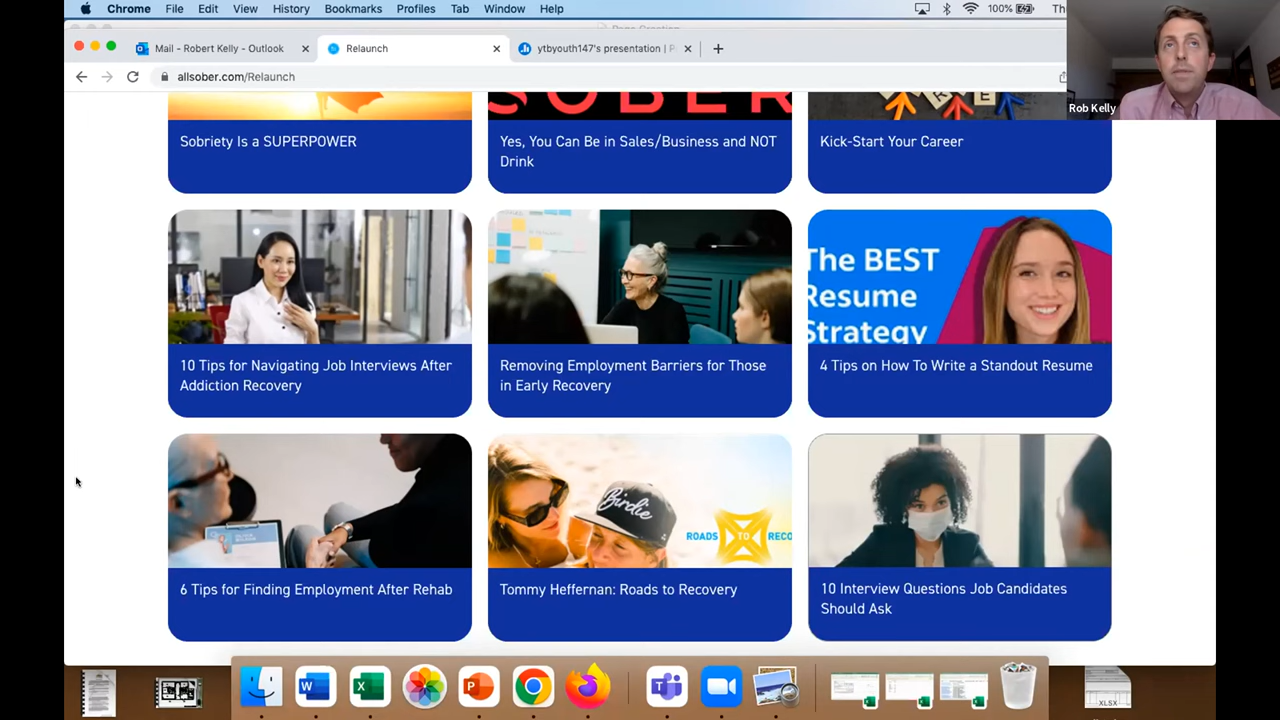 Chrome File Edit View History Bookmarks Profiles Tab Window Help
100%
Mail - Robert Kelly - Outlook
Relaunch
ytbyouth147's presentation |
allsober.com/Relaunch
Rob Kelly
SOBER
Sobriety Is a SUPERPOWER
Yes, You Can Be in Sales/Business and NOT
Drink
Kick-Start Your Career
The BEST
Resume
Strategy
10 Tips for Navigating Job Interviews After
Addiction Recovery
Removing Employment Barriers for Those
in Early Recovery
4 Tips on How To Write a Standout Resume
Birdie
ROADS TO RECO
6 Tips for Finding Employment After Rehab
Tommy Heffernan: Roads to Recovery
10 Interview Questions Job Candidates
Should Ask
W
X
P
XLSX